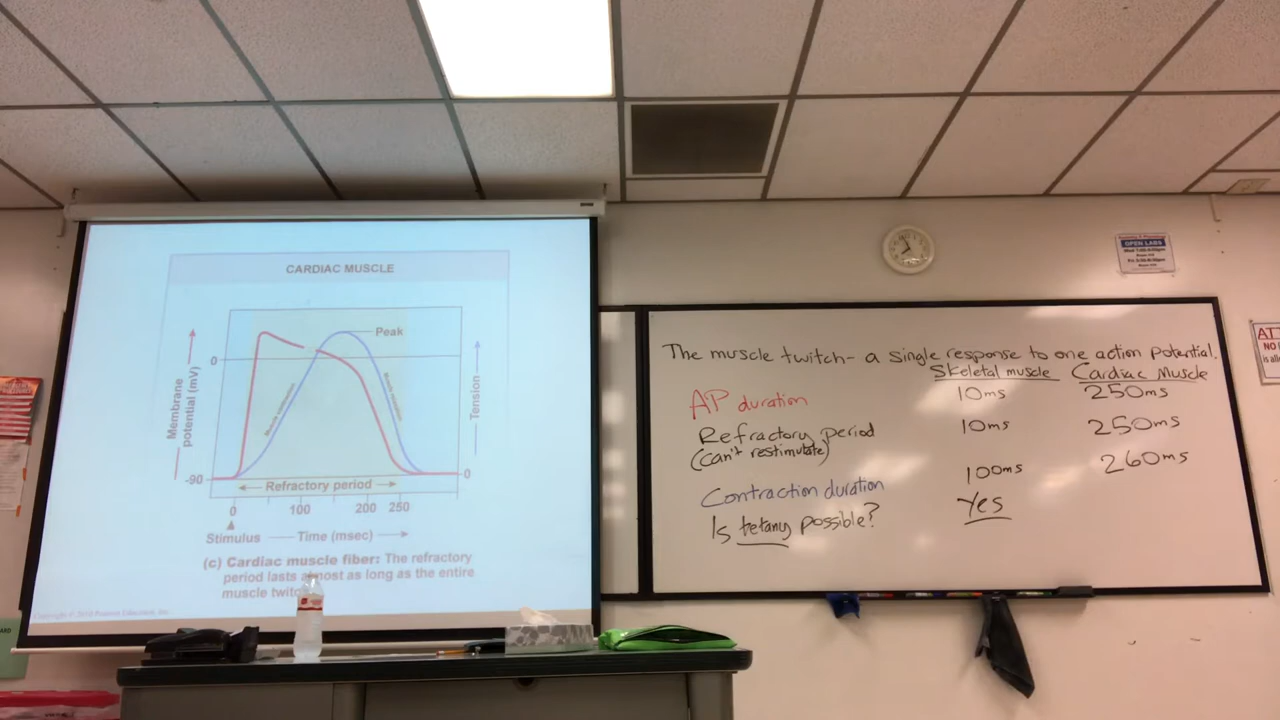 CARDIAC MUSCLE
Peak
0
Membrane
potential (mV)
Tension
-90
0
Refractory period
0 100 200 250
Stimulus Time (msec)
(c) Cardiac muscle fiber: The refractory
period lasts almost as long as the entire
muscle
The muscle twitch- a single response to one action potential.
Skeletal muscle Cardiac Muscle
AP duration 10ms 250ms
Refractory period 10ms 250ms
(can't restimulate)
Contraction duration 100ms 260ms
Is tetany possible? Yes
OPEN LABS